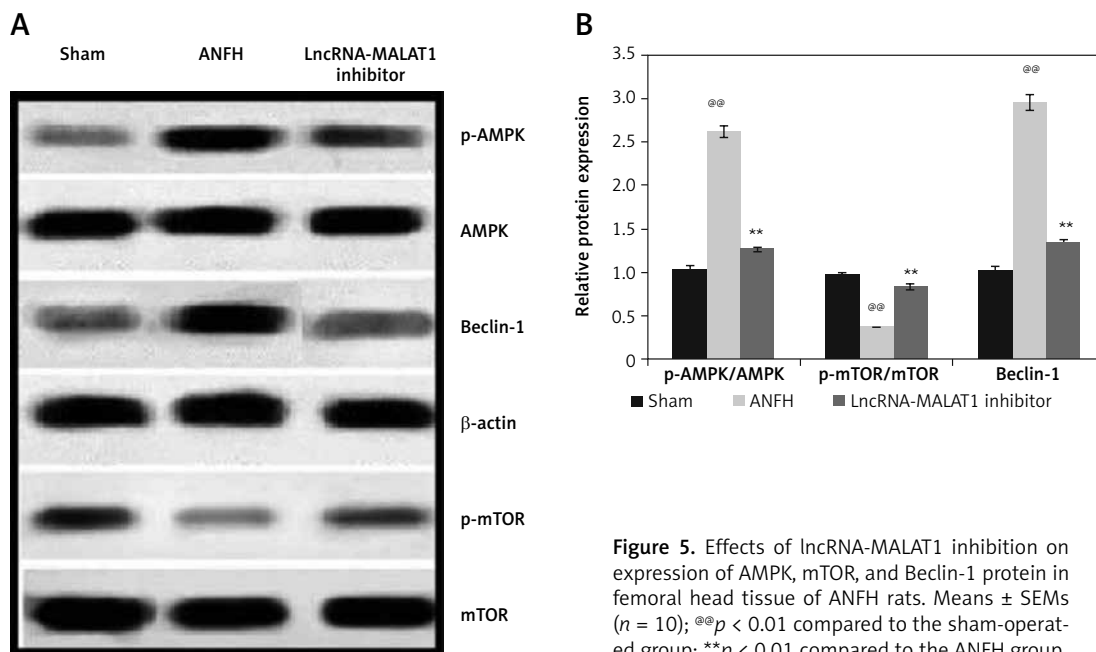 A
Sham ANFH LncRNA-MALAT1
inhibitor
p-AMPK
AMPK
Beclin-1
β-actin
p-mTOR
mTOR
B
Relative protein expression
3.5
3.0
2.5
2.0
1.5
1.0
0.5
0
@@
**
@@
**
@@
**
p-AMPK/AMPK p-mTOR/mTOR Beclin-1
Sham ANFH LncRNA-MALAT1 inhibitor
Figure 5. Effects of lncRNA-MALAT1 inhibition on
expression of AMPK, mTOR, and Beclin-1 protein in
femoral head tissue of ANFH rats. Means ± SEMs
(n = 10); @@p < 0.01 compared to the sham-operat-
ed group; **p < 0.01 compared to the ANFH group.